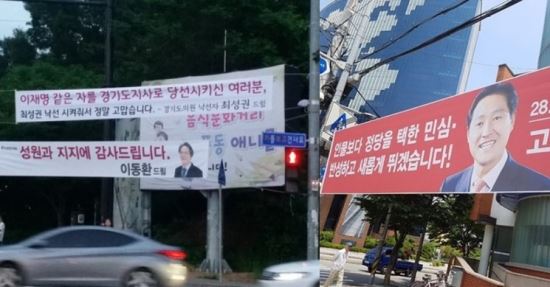 이재명 같은 자를 경기도지사로 당선시키신 여러분,
최성권 낙선 시켜줘서 정말 고맙습니다. - 경기도의원 낙선자 최성권 드림
음식문화거리
애니
성원과 지지에 감사드립니다.
이동환 드림
28.
인물보다 정당을 택한 민심·
반성하고 새롭게 뛰겠습니다!
고